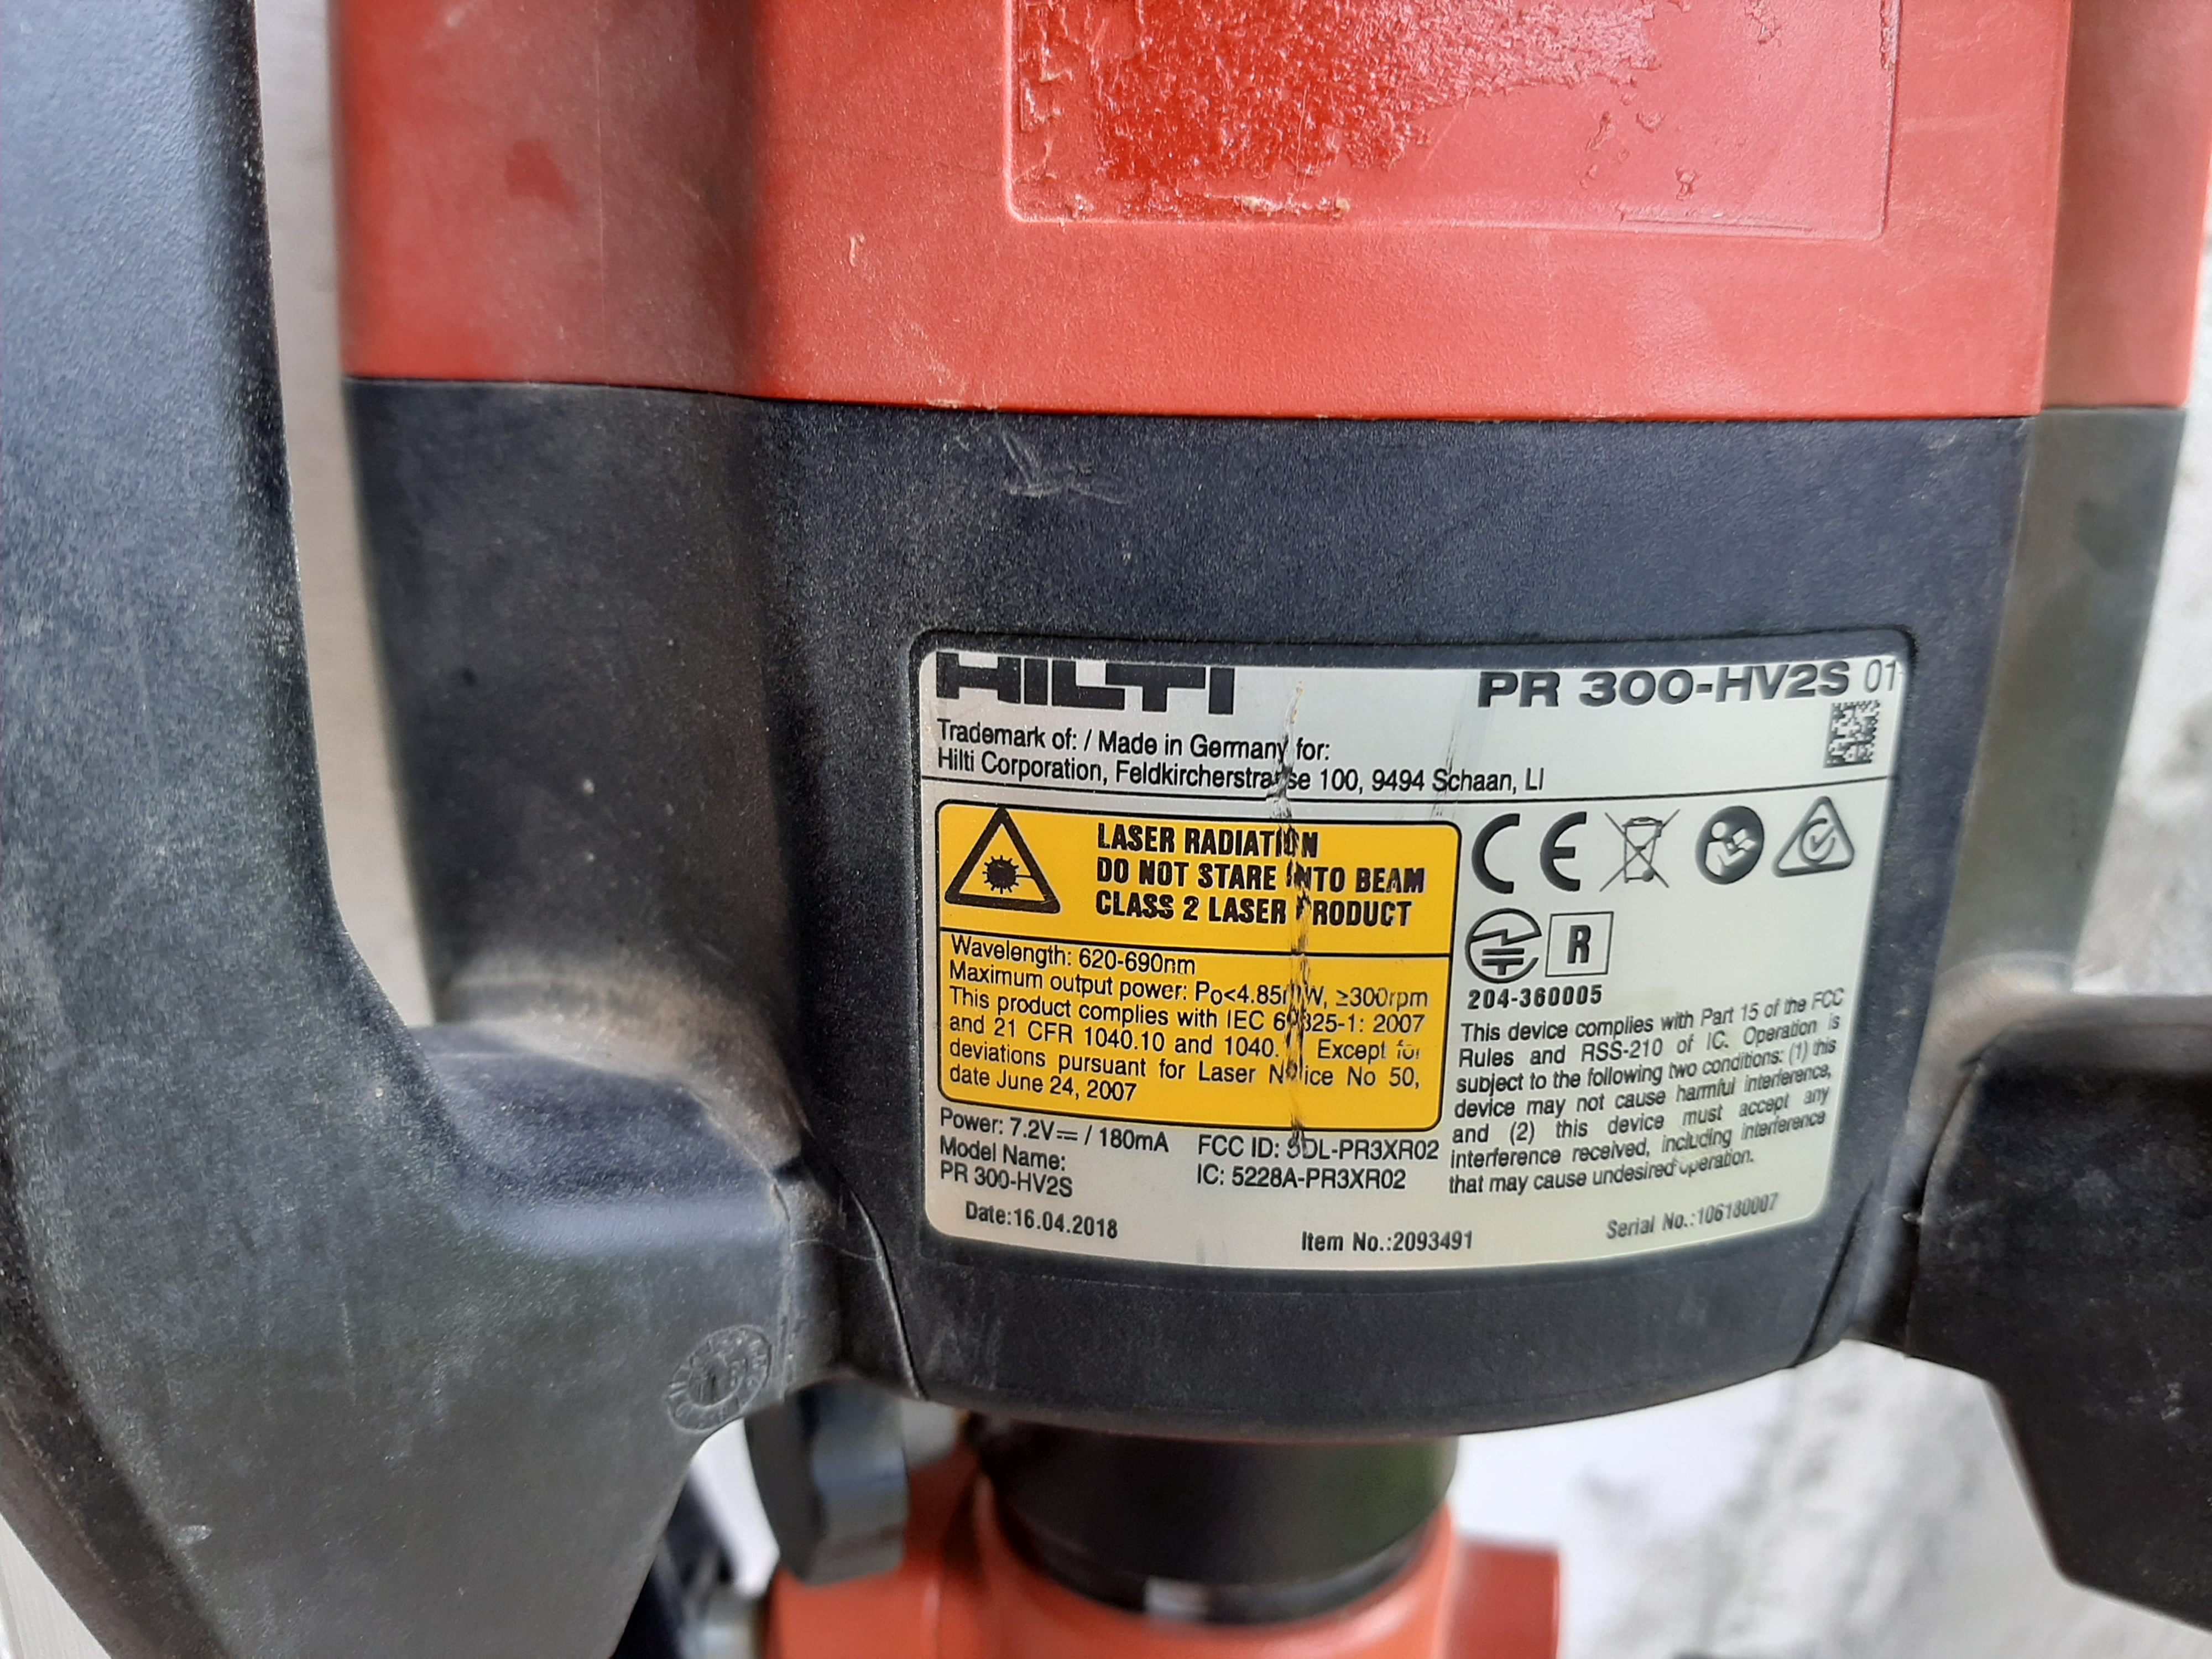 HILTI
PR 300-HV2S 01
Trademark of: / Made in Germany for:
Hilti Corporation, Feldkircherstrasse 100, 9494 Schaan, LI
LASER RADIATION
DO NOT STARE INTO BEAM
CLASS 2 LASER PRODUCT
Wavelength: 620-690nm
Maximum output power: Po<4.85mW, ≥300rpm
This product complies with IEC 60825-1: 2007
and 21 CFR 1040.10 and 1040. Except for
deviations pursuant for Laser Notice No 50,
date June 24, 2007
CE
R
204-360005
This device complies with Part 15 of the FCC
Rules and RSS-210 of IC. Operation is
subject to the following two conditions: (1) this
device may not cause harmful interference,
and (2) this device must accept any
interference received, including interference
that may cause undesired operation.
Power: 7.2V⎓ / 180mA
Model Name:
PR 300-HV2S
FCC ID: SDL-PR3XR02
IC: 5228A-PR3XR02
Date:16.04.2018
Item No.:2093491
Serial No.:106180007